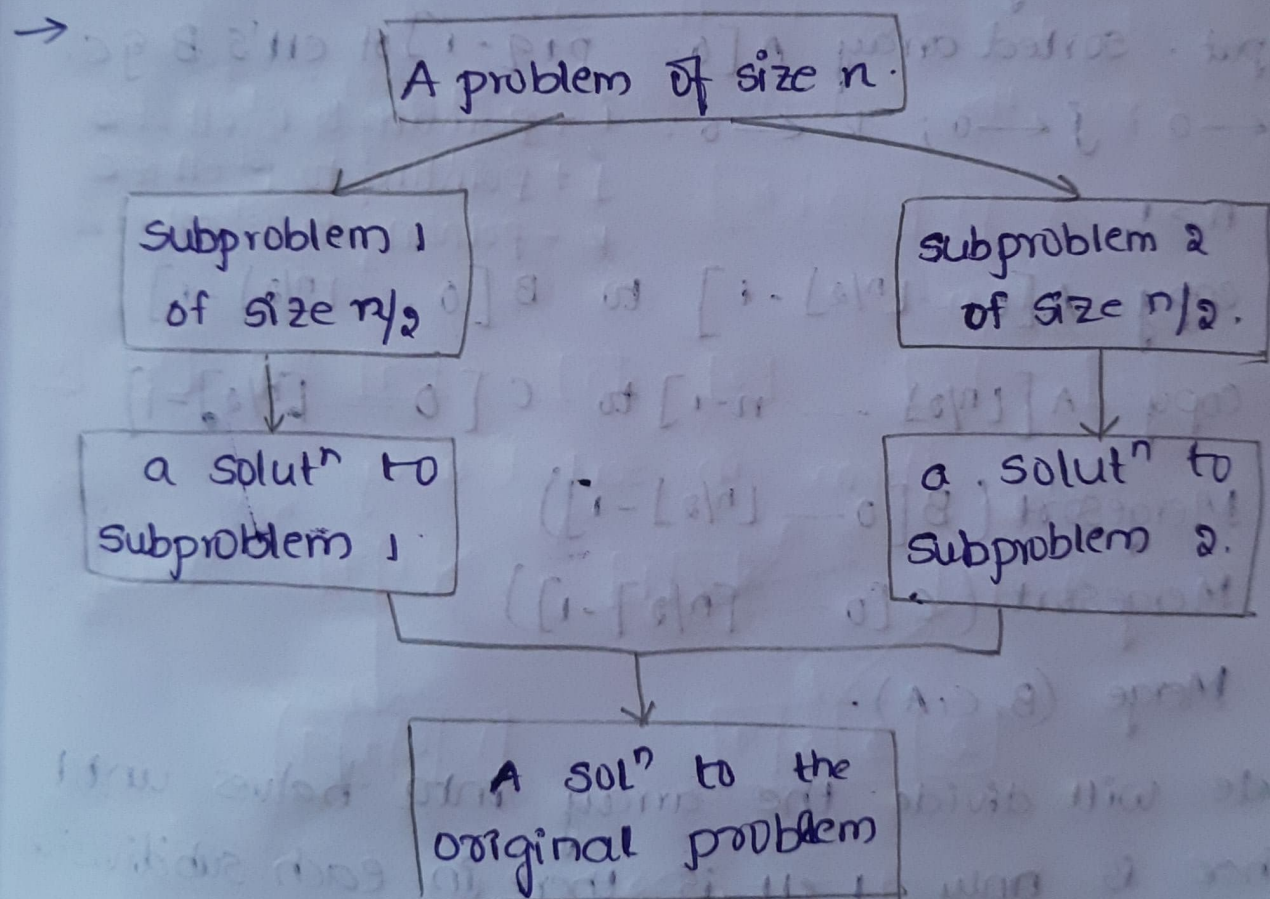 →
A problem of size n.
subproblem 1
of size n/2
subproblem 2
of size n/2.
a solutⁿ to
subproblem 1
a solutⁿ to
subproblem 2.
A solⁿ to the
original problem